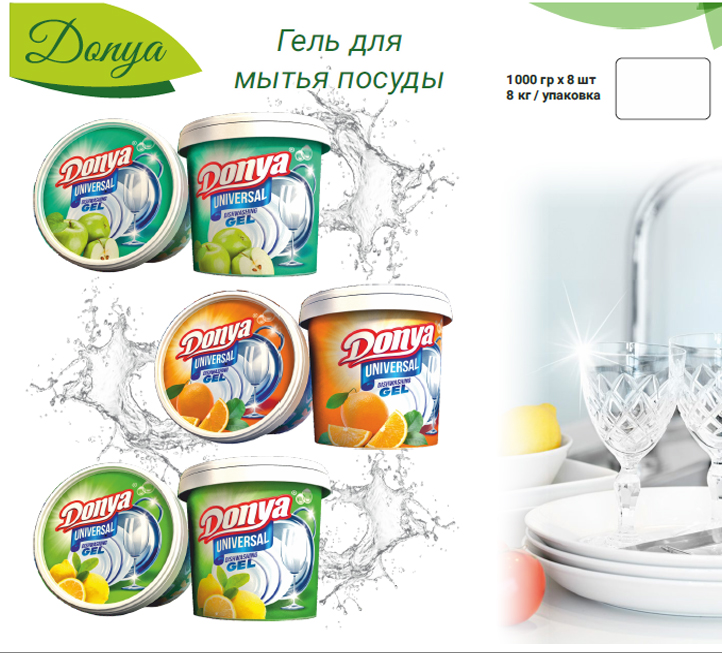 Donya
Гель для
мытья посуды
1000 гр x 8 шт
8 кг / упаковка
Donya
UNIVERSAL
DISHWASHING
GEL
Donya
UNIVERSAL
DISHWASHING
GEL
Donya
UNIVERSAL
DISHWASHING
GEL
Donya
UNIVERSAL
DISHWASHING
GEL
Donya
UNIVERSAL
DISHWASHING
GEL
Donya
UNIVERSAL
DISHWASHING
GEL